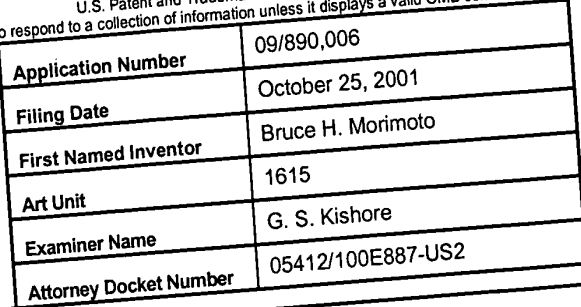 U.S. Patent and
o respond to a collection of information unless it displays a valid OMB
Application Number 09/890,006
Filing Date October 25, 2001
First Named Inventor Bruce H. Morimoto
Art Unit 1615
Examiner Name G. S. Kishore
Attorney Docket Number 05412/100E887-US2